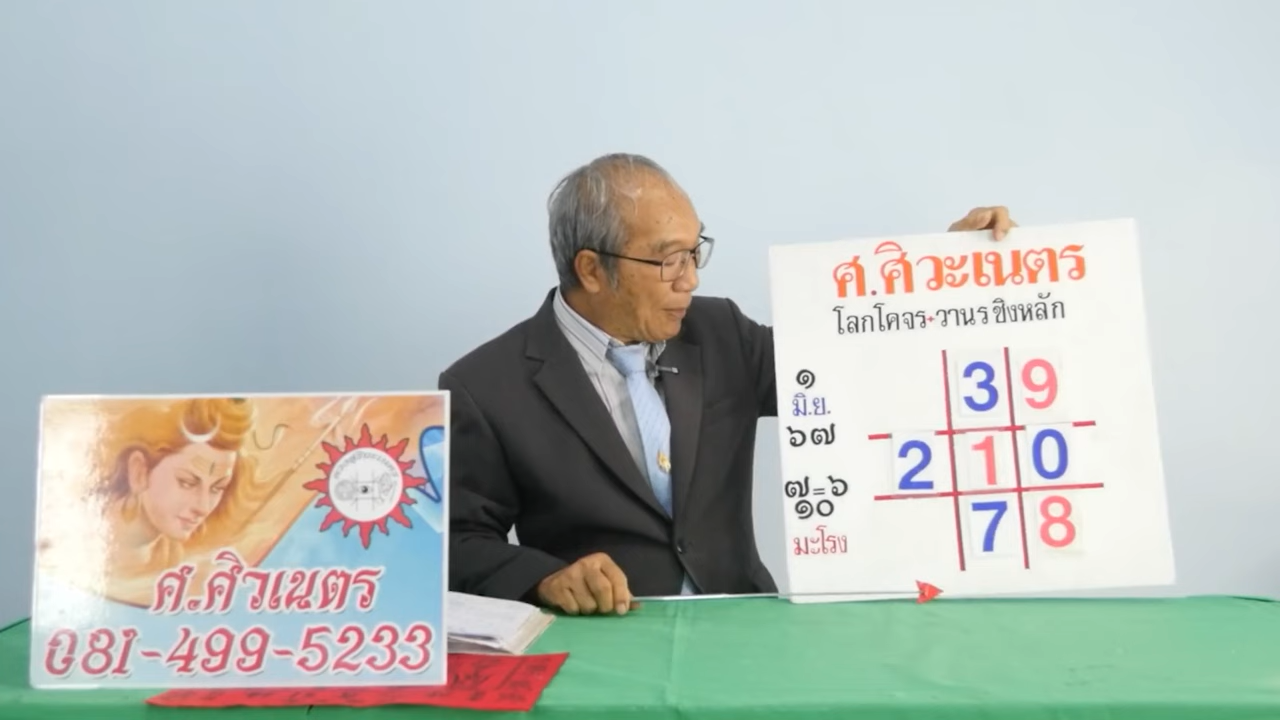 ศ.ศิวเนตร
081-499-5233
ศ.ศิวะเนตร
โลกโคจร+วานรชิงหลัก
๑
มิ.ย.
๖๗
๗=๖
๑๐
มะโรง
3 9
2 1 0
7 8